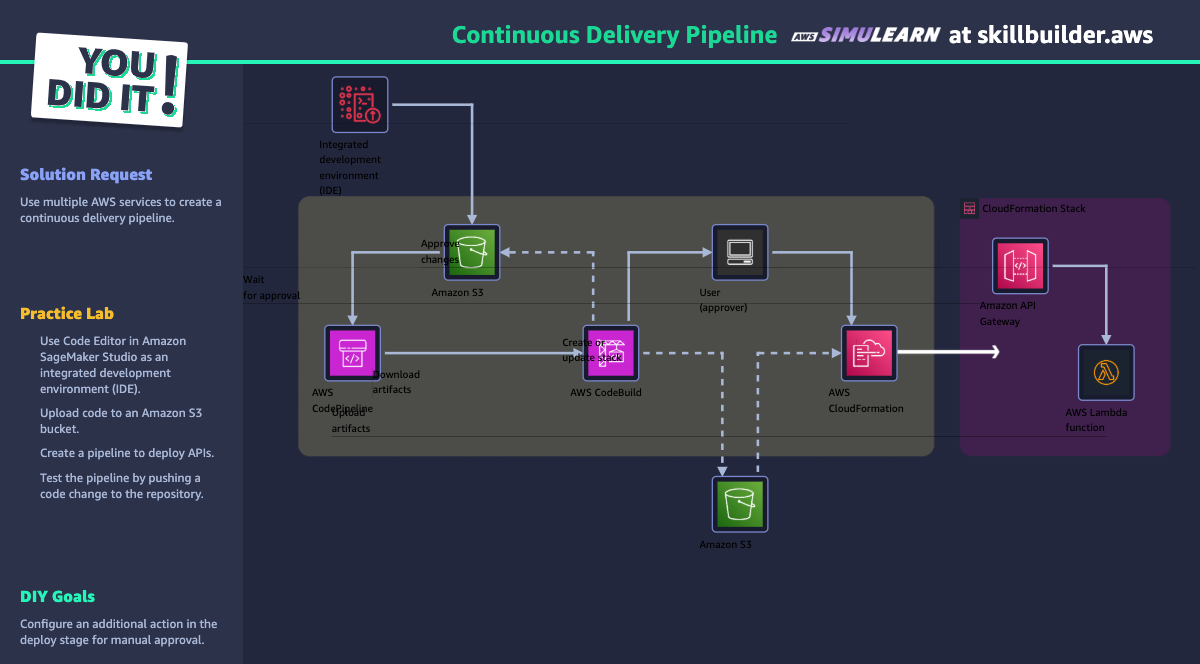 Continuous Delivery Pipeline AWS SIMULEARN at skillbuilder.aws
YOU
DID IT!
Solution Request
Use multiple AWS services to create a
continuous delivery pipeline.
Practice Lab
Use Code Editor in Amazon
SageMaker Studio as an
integrated development
environment (IDE).
Upload code to an Amazon S3
bucket.
Create a pipeline to deploy APIs.
Test the pipeline by pushing a
code change to the repository.
DIY Goals
Configure an additional action in the
deploy stage for manual approval.
Integrated
development
environment
(IDE)
Approve
changes
Amazon S3
Wait
for approval
User
(approver)
AWS
CodePipeline
Download
artifacts
Upload
artifacts
Create or
update stack
AWS CodeBuild
AWS
CloudFormation
Amazon S3
CloudFormation Stack
Amazon API
Gateway
AWS Lambda
function